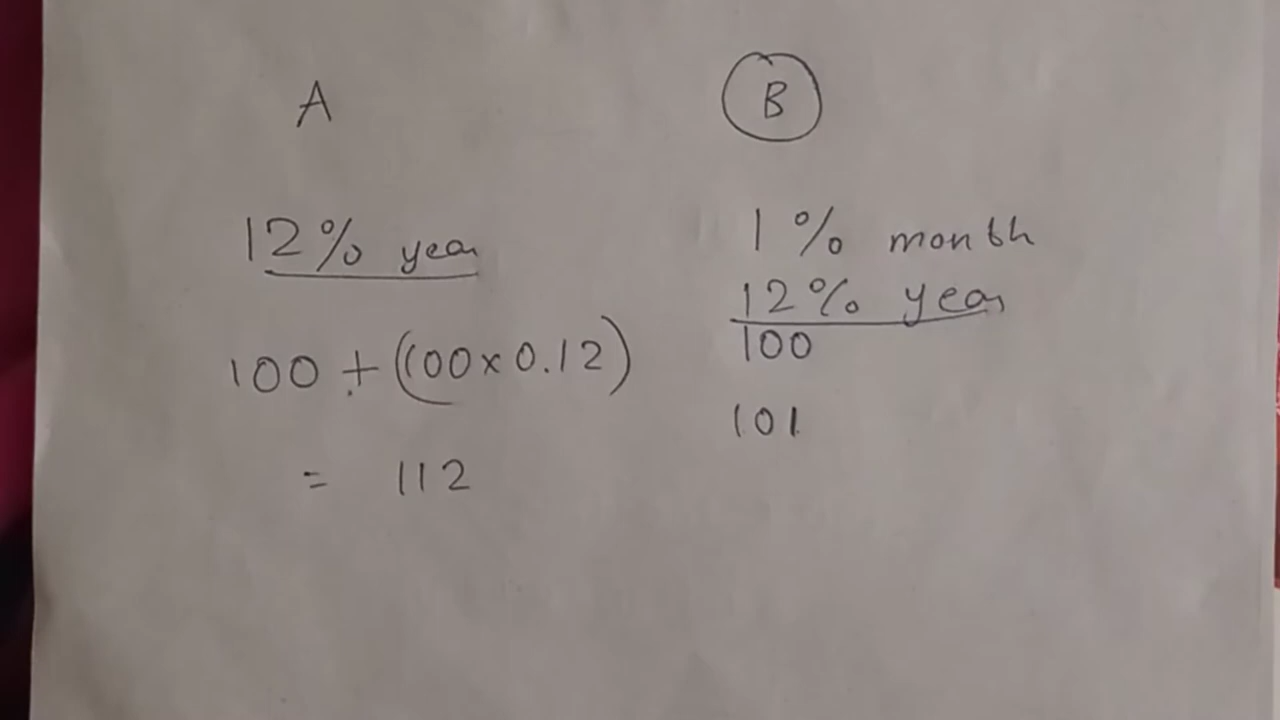 A
12% year
100 + (100 x 0.12)
= 112
B
1 % month
12% year
100
101